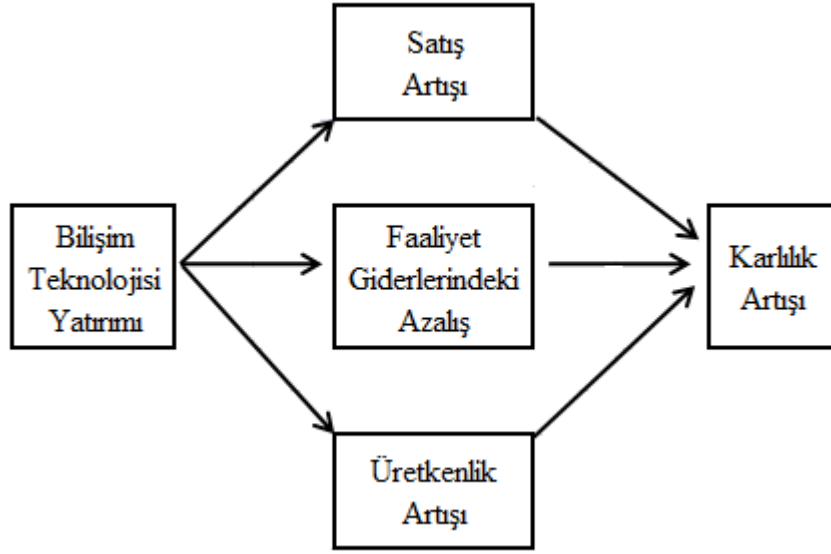 Satış
Artışı
Bilişim
Teknolojisi
Yatırımı
Faaliyet
Giderlerindeki
Azalış
Karlılık
Artışı
Üretkenlik
Artışı